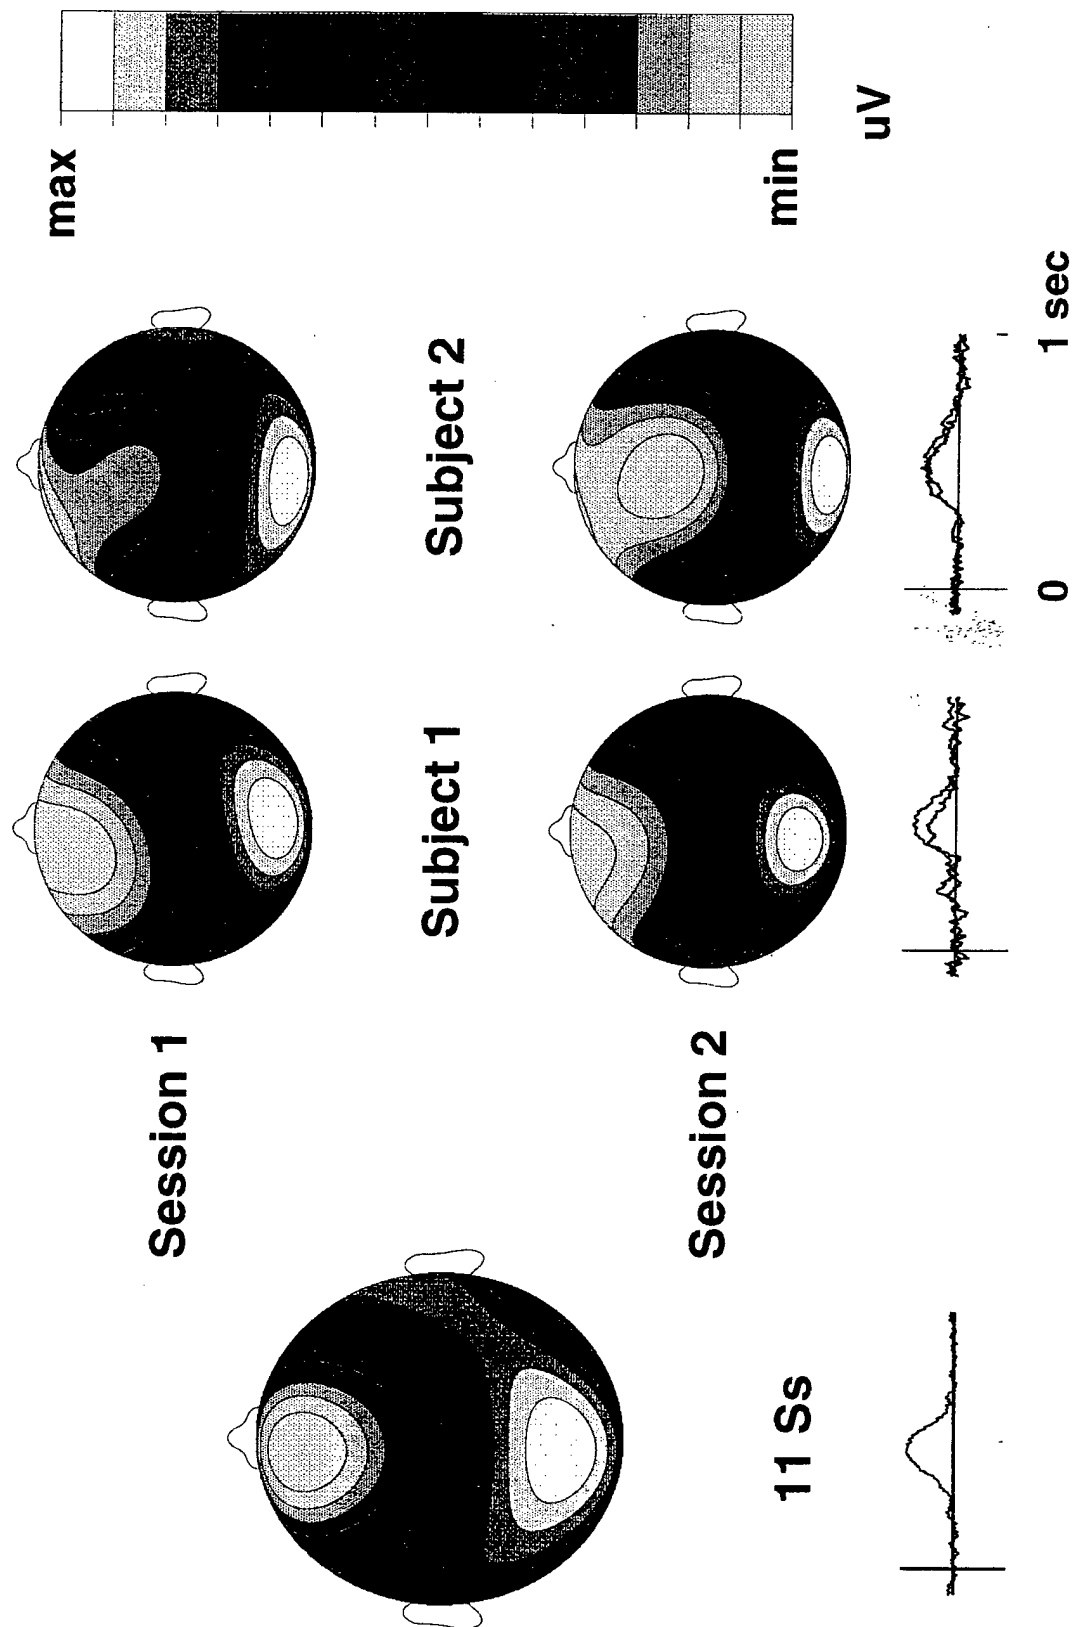 max
min
uV
Subject 2
Subject 1
Session 1
Session 2
11 Ss
0
1 sec